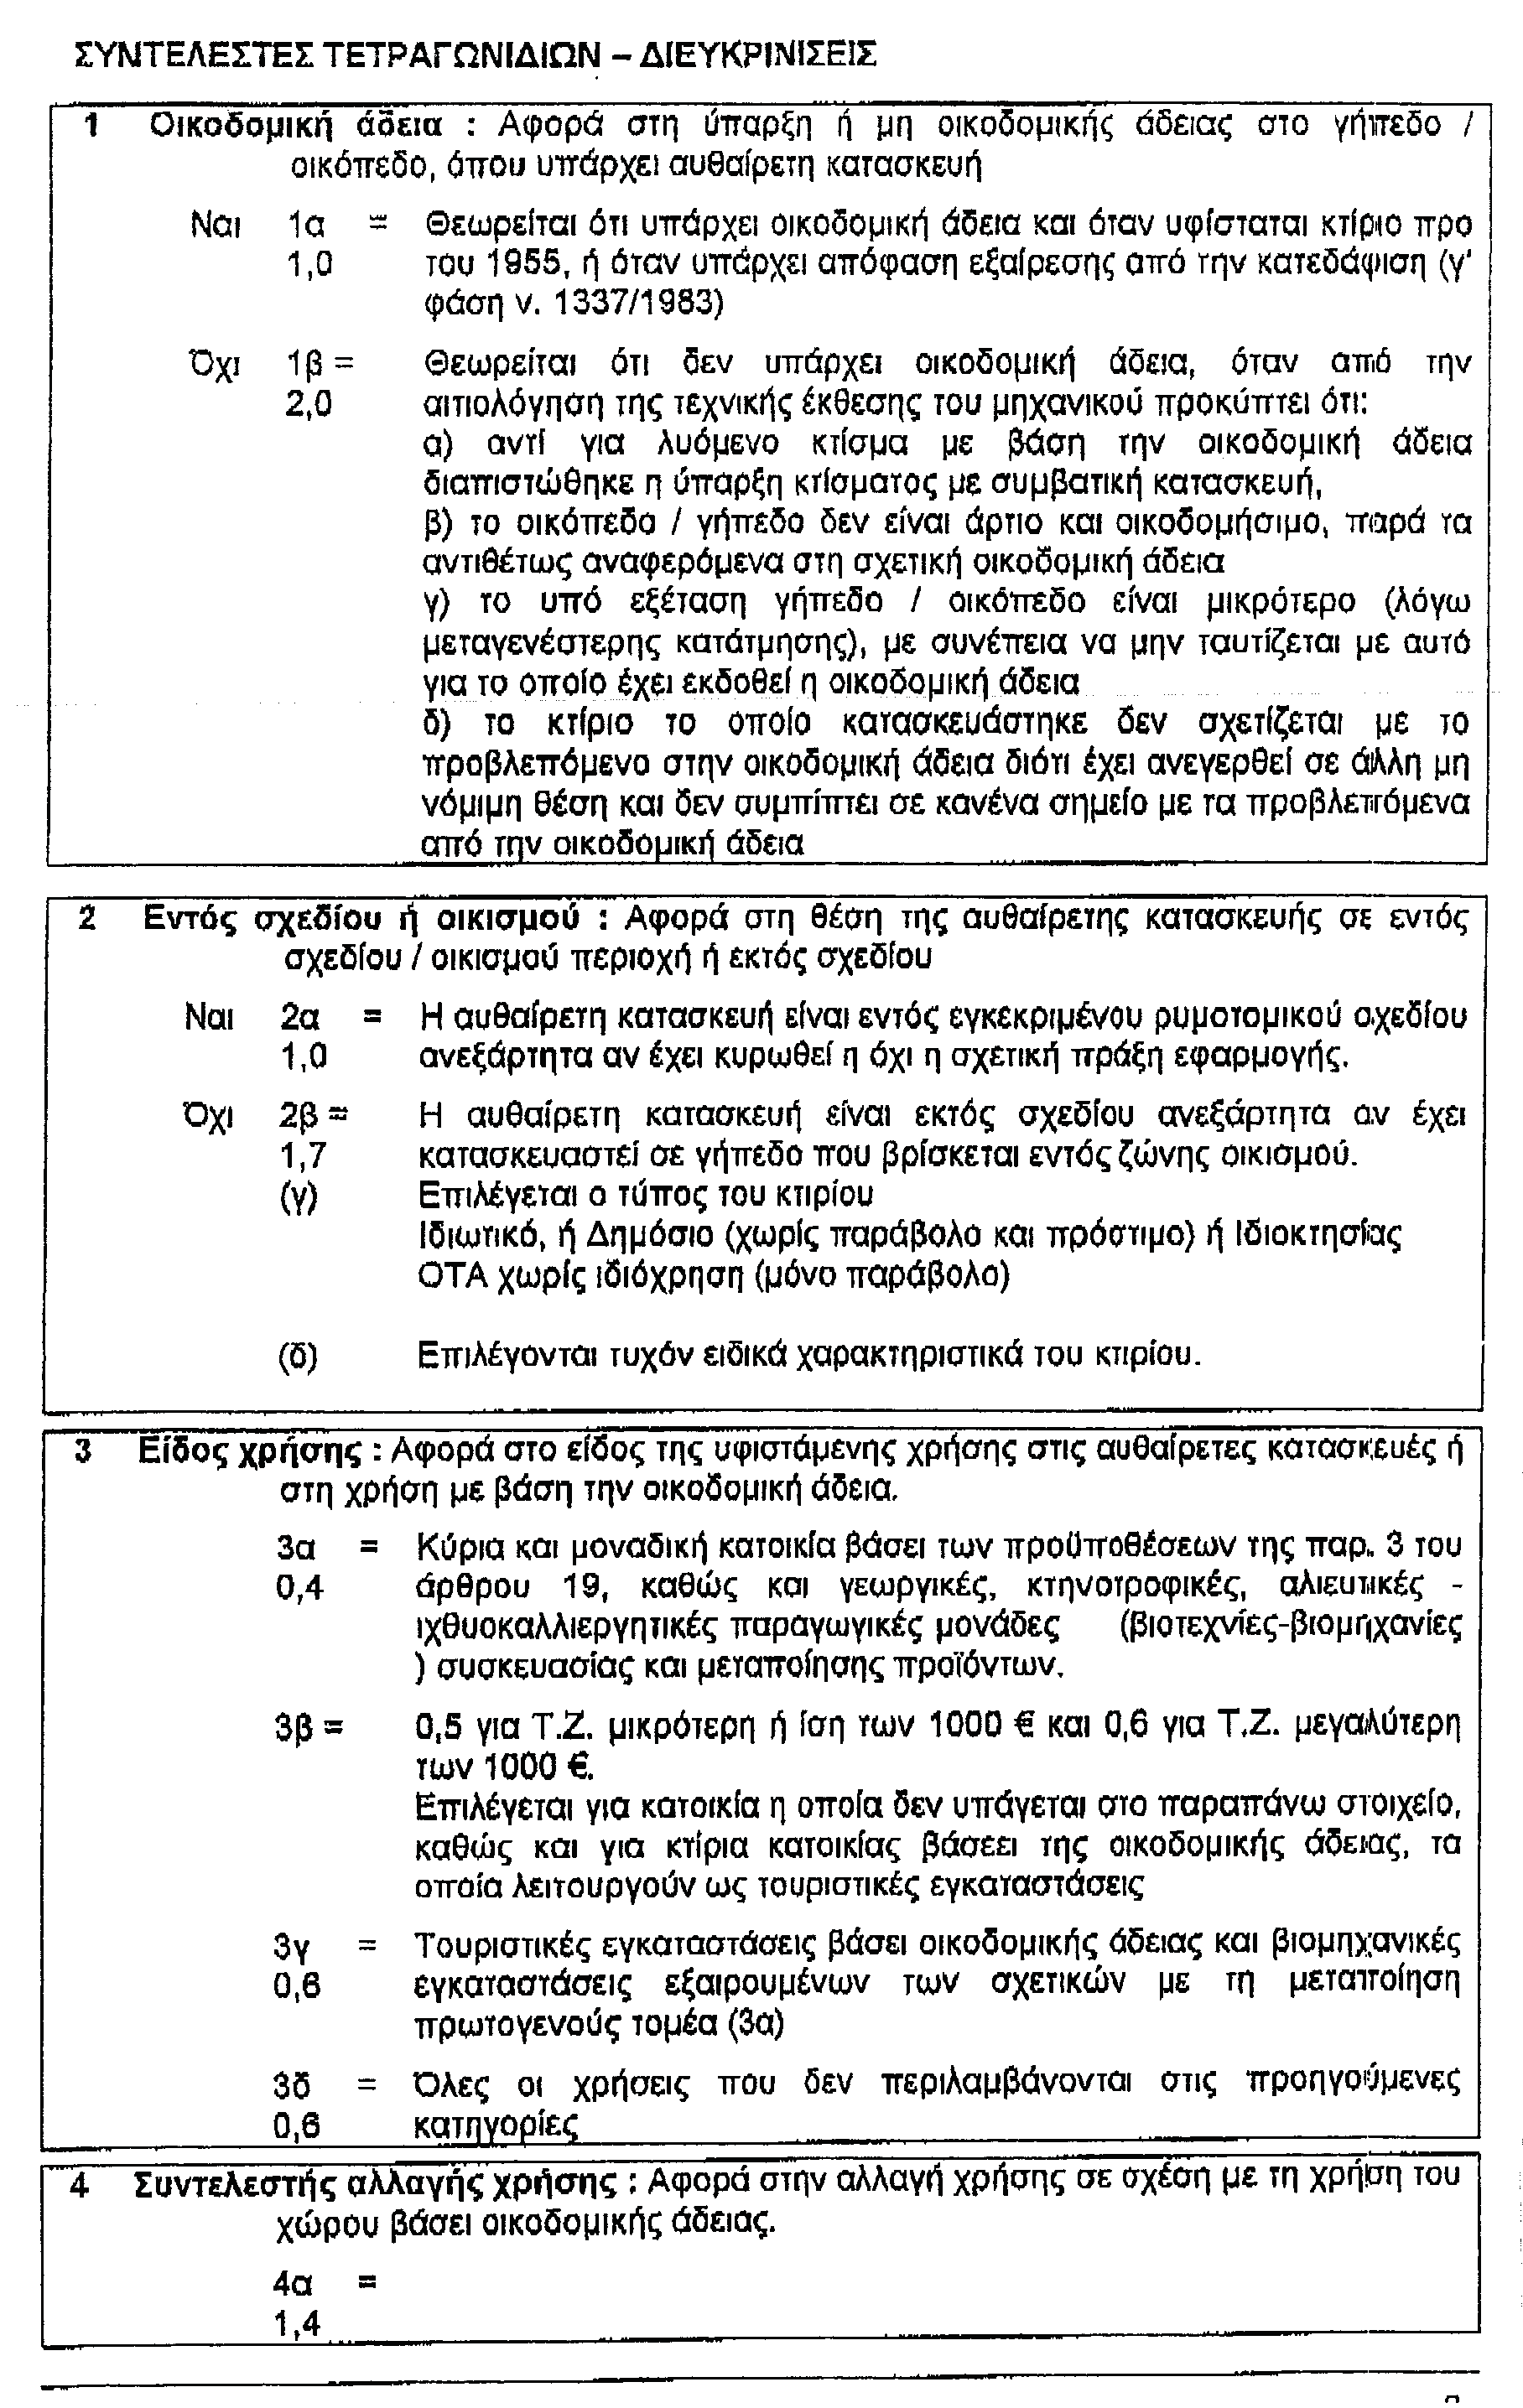 ΣΥΝΤΕΛΕΣΤΕΣ ΤΕΤΡΑΓΩΝΙΔΙΩΝ – ΔΙΕΥΚΡΙΝΙΣΕΙΣ
1 Οικοδομική άδεια : Αφορά στη ύπαρξη ή μη οικοδομικής άδειας στο γήπεδο /
οικόπεδο, όπου υπάρχει αυθαίρετη κατασκευή
Ναι 1α = Θεωρείται ότι υπάρχει οικοδομική άδεια και όταν υφίσταται κτίριο προ
1,0 του 1955, ή όταν υπάρχει απόφαση εξαίρεσης από την κατεδάφιση (γ'
φάση ν. 1337/1983)
Όχι 1β = Θεωρείται ότι δεν υπάρχει οικοδομική άδεια, όταν από την
2,0 αιτιολόγηση της τεχνικής έκθεσης του μηχανικού προκύπτει ότι:
α) αντί για λυόμενο κτίσμα με βάση την οικοδομική άδεια
διαπιστώθηκε η ύπαρξη κτίσματος με συμβατική κατασκευή,
β) το οικόπεδο / γήπεδο δεν είναι άρτιο και οικοδομήσιμο, παρά τα
αντιθέτως αναφερόμενα στη σχετική οικοδομική άδεια
γ) το υπό εξέταση γήπεδο / οικόπεδο είναι μικρότερο (λόγω
μεταγενέστερης κατάτμησης), με συνέπεια να μην ταυτίζεται με αυτό
για το οποίο έχει εκδοθεί η οικοδομική άδεια
δ) το κτίριο το οποίο κατασκευάστηκε δεν σχετίζεται με το
προβλεπόμενο στην οικοδομική άδεια διότι έχει ανεγερθεί σε άλλη μη
νόμιμη θέση και δεν συμπίπτει σε κανένα σημείο με τα προβλεπόμενα
από την οικοδομική άδεια
2 Εντός σχεδίου ή οικισμού : Αφορά στη θέση της αυθαίρετης κατασκευής σε εντός
σχεδίου / οικισμού περιοχή ή εκτός σχεδίου
Ναι 2α = Η αυθαίρετη κατασκευή είναι εντός εγκεκριμένου ρυμοτομικού σχεδίου
1,0 ανεξάρτητα αν έχει κυρωθεί η όχι η σχετική πράξη εφαρμογής.
Όχι 2β = Η αυθαίρετη κατασκευή είναι εκτός σχεδίου ανεξάρτητα αν έχει
1,7 κατασκευαστεί σε γήπεδο που βρίσκεται εντός ζώνης οικισμού.
(γ) Επιλέγεται ο τύπος του κτιρίου
Ιδιωτικό, ή Δημόσιο (χωρίς παράβολο και πρόστιμο) ή Ιδιοκτησίας
ΟΤΑ χωρίς ιδιόχρηση (μόνο παράβολο)
(δ) Επιλέγονται τυχόν ειδικά χαρακτηριστικά του κτιρίου.
3 Είδος χρήσης : Αφορά στο είδος της υφιστάμενης χρήσης στις αυθαίρετες κατασκευές ή
στη χρήση με βάση την οικοδομική άδεια.
3α = Κύρια και μοναδική κατοικία βάσει των προϋποθέσεων της παρ. 3 του
0,4 άρθρου 19, καθώς και γεωργικές, κτηνοτροφικές, αλιευτικές -
ιχθυοκαλλιεργητικές παραγωγικές μονάδες (βιοτεχνίες-βιομηχανίες
) συσκευασίας και μεταποίησης προϊόντων.
3β = 0,5 για Τ.Ζ. μικρότερη ή ίση των 1000 € και 0,6 για Τ.Ζ. μεγαλύτερη
των 1000 €.
Επιλέγεται για κατοικία η οποία δεν υπάγεται στο παραπάνω στοιχείο,
καθώς και για κτίρια κατοικίας βάσεει της οικοδομικής άδειας, τα
οποία λειτουργούν ως τουριστικές εγκαταστάσεις
3γ = Τουριστικές εγκαταστάσεις βάσει οικοδομικής άδειας και βιομηχανικές
0,6 εγκαταστάσεις εξαιρουμένων των σχετικών με τη μεταποίηση
πρωτογενούς τομέα (3α)
3δ = Όλες οι χρήσεις που δεν περιλαμβάνονται στις προηγούμενες
0,6 κατηγορίες
4 Συντελεστής αλλαγής χρήσης : Αφορά στην αλλαγή χρήσης σε σχέση με τη χρήση του
χώρου βάσει οικοδομικής άδειας.
4α =
1,4